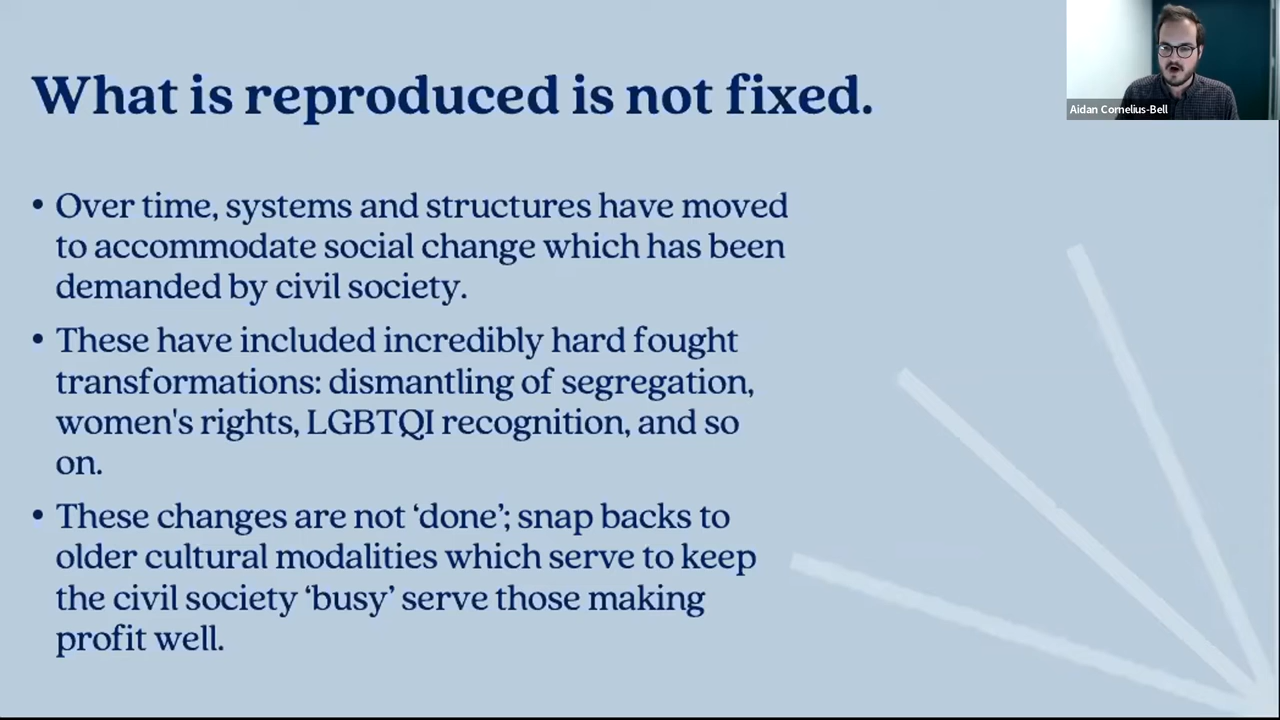 What is reproduced is not fixed.
Aidan Cornelius-Bell
• Over time, systems and structures have moved
to accommodate social change which has been
demanded by civil society.
• These have included incredibly hard fought
transformations: dismantling of segregation,
women's rights, LGBTQI recognition, and so
on.
• These changes are not ‘done’; snap backs to
older cultural modalities which serve to keep
the civil society ‘busy’ serve those making
profit well.